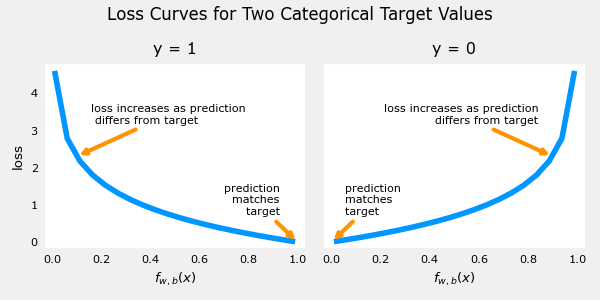 Loss Curves for Two Categorical Target Values
y = 1
loss increases as prediction
differs from target
prediction
matches
target
loss
4
3
2
1
0
0.0 0.2 0.4 0.6 0.8 1.0
f_{w,b}(x)
y = 0
loss increases as prediction
differs from target
prediction
matches
target
0.0 0.2 0.4 0.6 0.8 1.0
f_{w,b}(x)